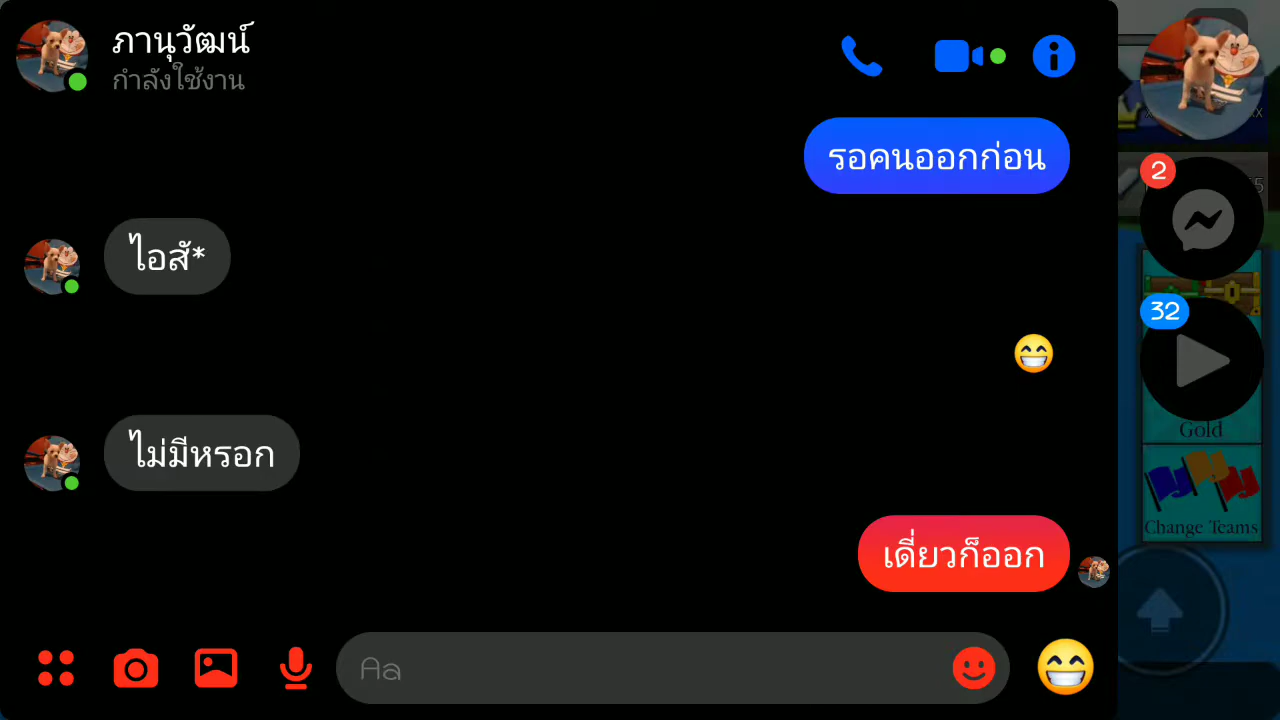 ภานุวัฒน์
กำลังใช้งาน
รอคนออกก่อน
ไอสั*
ไม่มีหรอก
เดี่ยวก็ออก
Aa
2
32
Gold
Change Teams